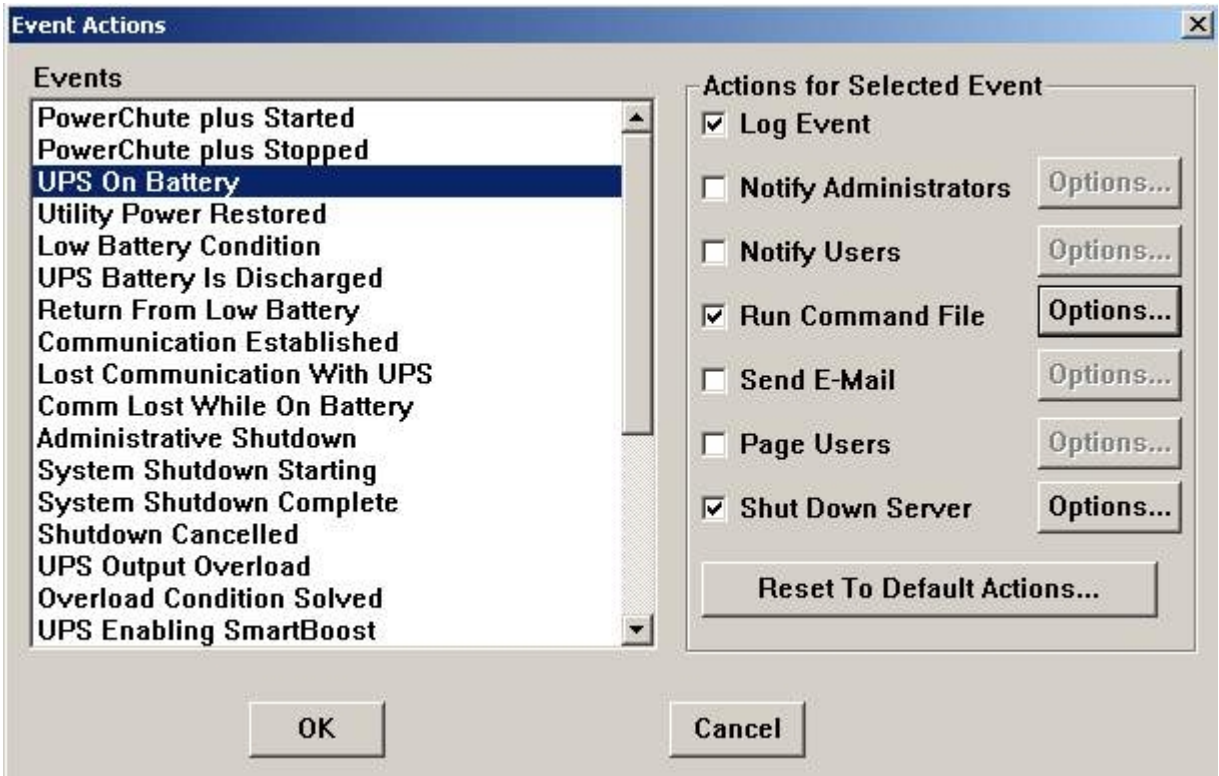 Event Actions
Events
PowerChute plus Started
PowerChute plus Stopped
UPS On Battery
Utility Power Restored
Low Battery Condition
UPS Battery Is Discharged
Return From Low Battery
Communication Established
Lost Communication With UPS
Comm Lost While On Battery
Administrative Shutdown
System Shutdown Starting
System Shutdown Complete
Shutdown Cancelled
UPS Output Overload
Overload Condition Solved
UPS Enabling SmartBoost
Actions for Selected Event
Log Event
Notify Administrators Options...
Notify Users Options...
Run Command File Options...
Send E-Mail Options...
Page Users Options...
Shut Down Server Options...
Reset To Default Actions...
OK Cancel